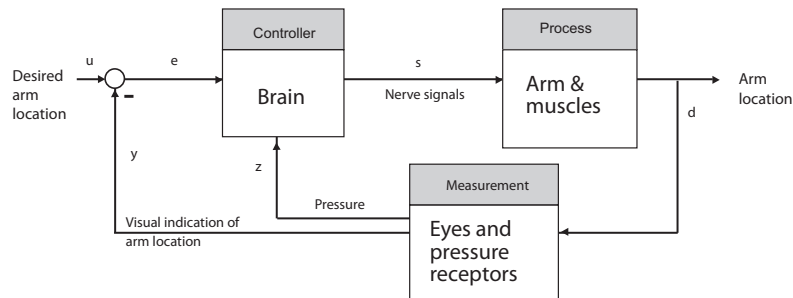 Controller
Process
u
e
s
Desired
arm
location
Brain
Nerve signals
Arm &
muscles
Arm
location
d
y
z
Measurement
Pressure
Visual indication of
arm location
Eyes and
pressure
receptors